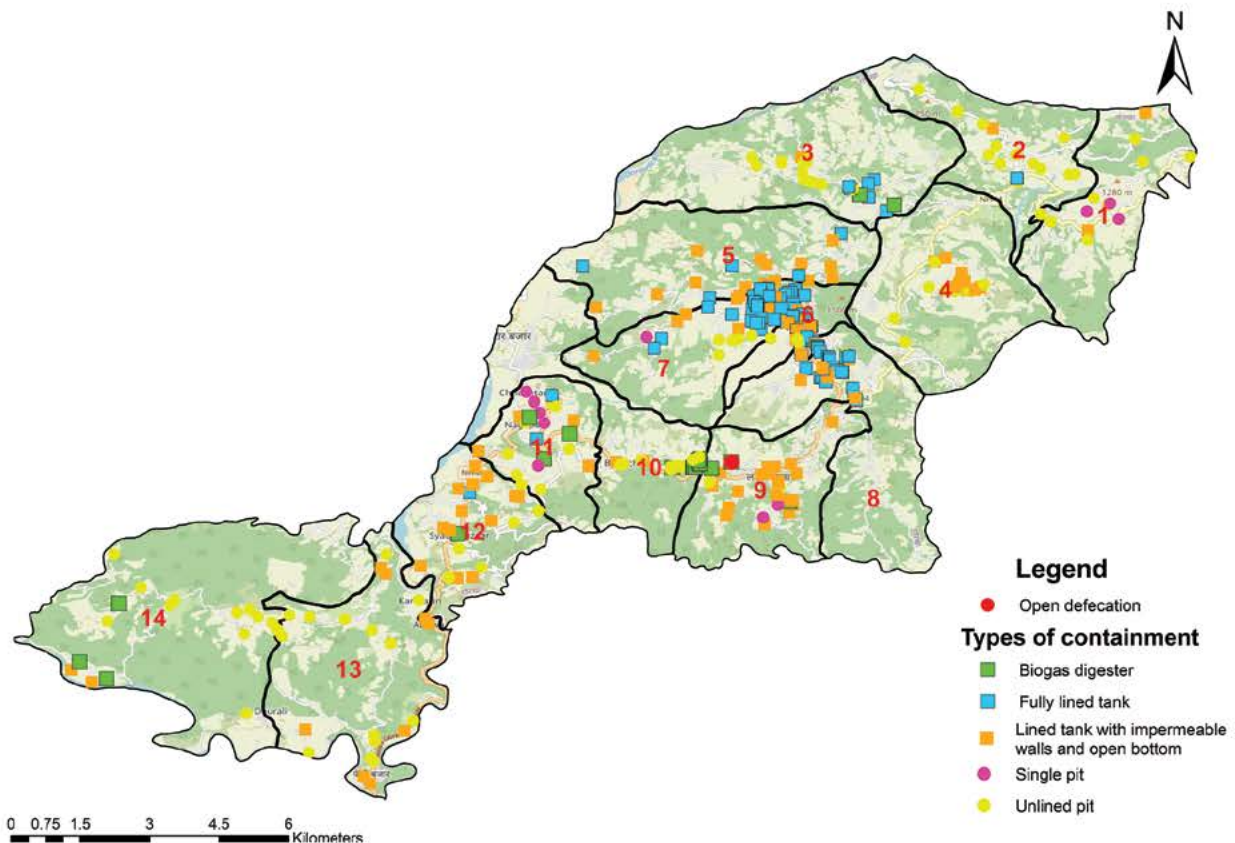 N
3
2
1280 m
1
5
4
6
7
11
10
9
8
12
14
13
Legend
Open defecation
Types of containment
Biogas digester
Fully lined tank
Lined tank with impermeable
walls and open bottom
Single pit
Unlined pit
0 0.75 1.5 3 4.5 6
Kilometers